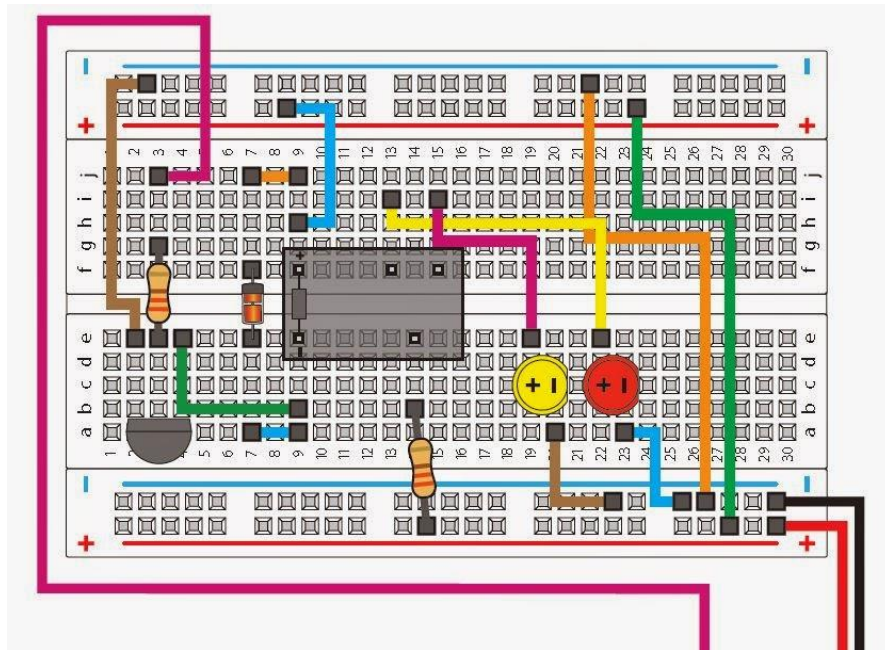 − −
+ +
1 2 3 4 5 6 7 8 9 10 11 12 13 14 15 16 17 18 19 20 21 22 23 24 25 26 27 28 29 30
j j
i i
h h
g g
f f
+
−
e e
d d
c c
+ − + −
b b
a a
1 2 4 5 6 7 8 9 10 11 12 13 15 16 17 18 19 21 22 23 24 25 26 27 28 29 30
− −
+ +